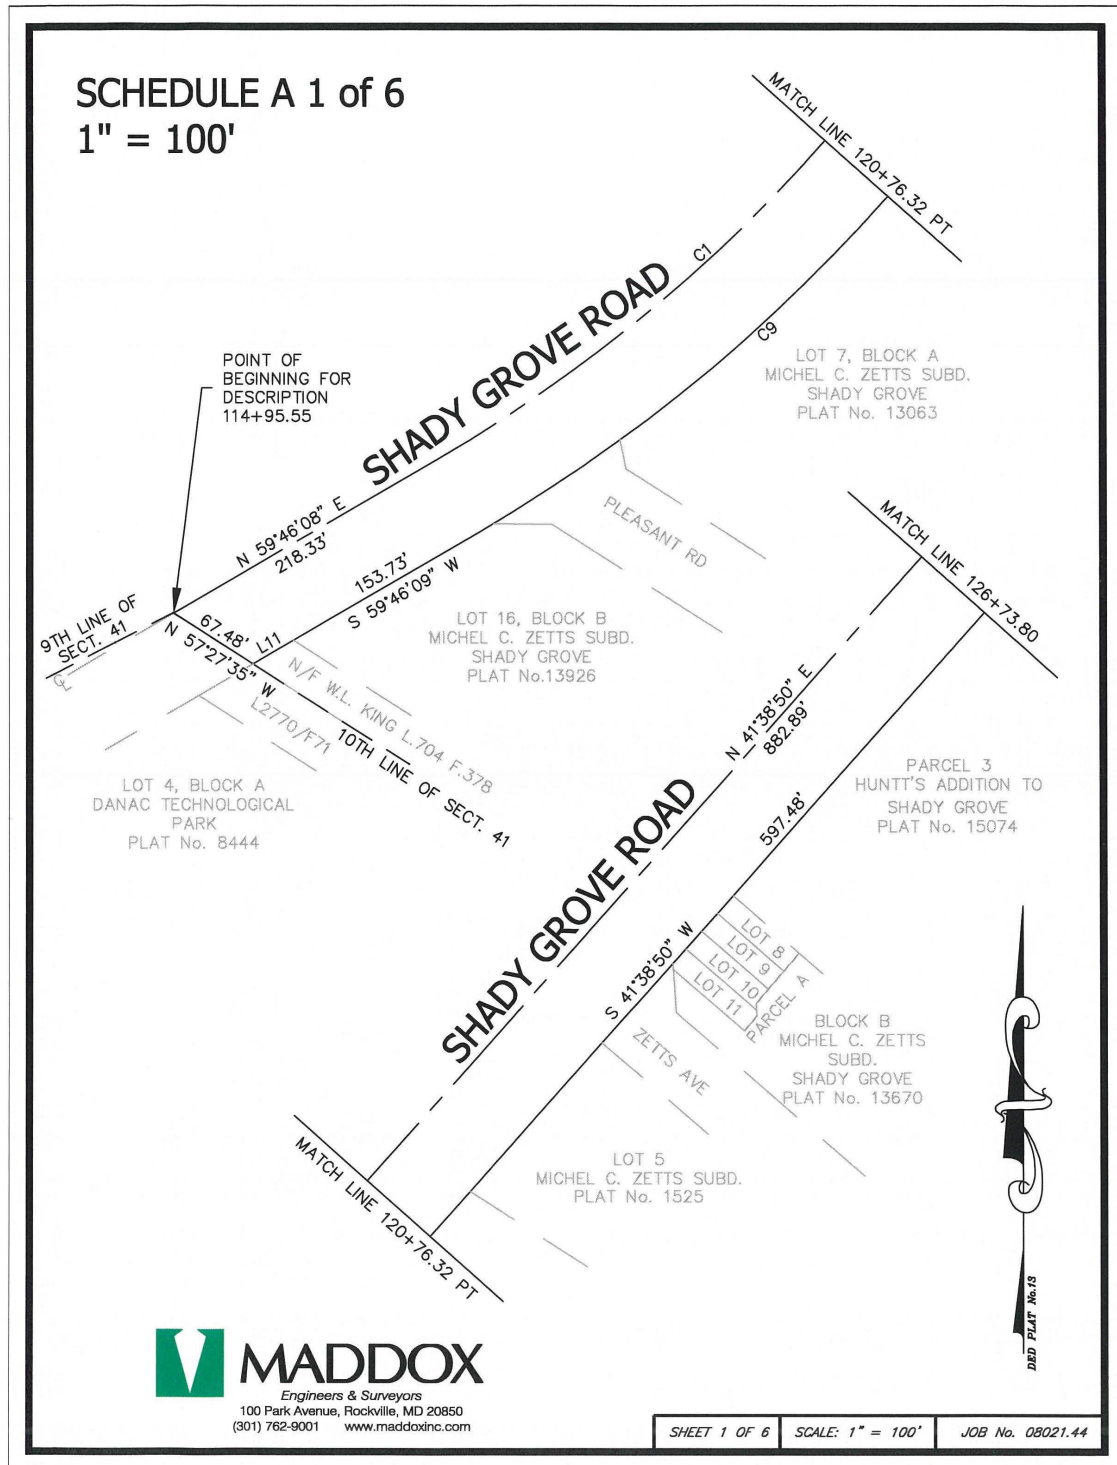 SCHEDULE A 1 of 6
1" = 100'
MATCH LINE 120+76.32 PT
C1
SHADY GROVE ROAD
C9
POINT OF
BEGINNING FOR
DESCRIPTION
114+95.55
LOT 7, BLOCK A
MICHEL C. ZETTS SUBD.
SHADY GROVE
PLAT No. 13063
N 59°46'08" E
218.33'
PLEASANT RD
153.73'
S 59°46'09" W
9TH LINE OF
SECT. 41
67.48'
N 57°27'35" W
L11
LOT 16, BLOCK B
MICHEL C. ZETTS SUBD.
SHADY GROVE
PLAT No.13926
N/F W.L. KING L.704 F.378
L2770/F71
10TH LINE OF SECT. 41
LOT 4, BLOCK A
DANAC TECHNOLOGICAL
PARK
PLAT No. 8444
MATCH LINE 126+73.80
N 41°38'50" E
882.89'
SHADY GROVE ROAD
PARCEL 3
HUNTT'S ADDITION TO
SHADY GROVE
PLAT No. 15074
597.48'
S 41°38'50" W
LOT 8
LOT 9
LOT 10
LOT 11
PARCEL A
BLOCK B
MICHEL C. ZETTS
SUBD.
SHADY GROVE
PLAT No. 13670
ZETTS AVE
LOT 5
MICHEL C. ZETTS SUBD.
PLAT No. 1525
MATCH LINE 120+76.32 PT
DED PLAT No.13
MADDOX
Engineers & Surveyors
100 Park Avenue, Rockville, MD 20850
(301) 762-9001 www.maddoxinc.com
SHEET 1 OF 6 SCALE: 1" = 100' JOB No. 08021.44